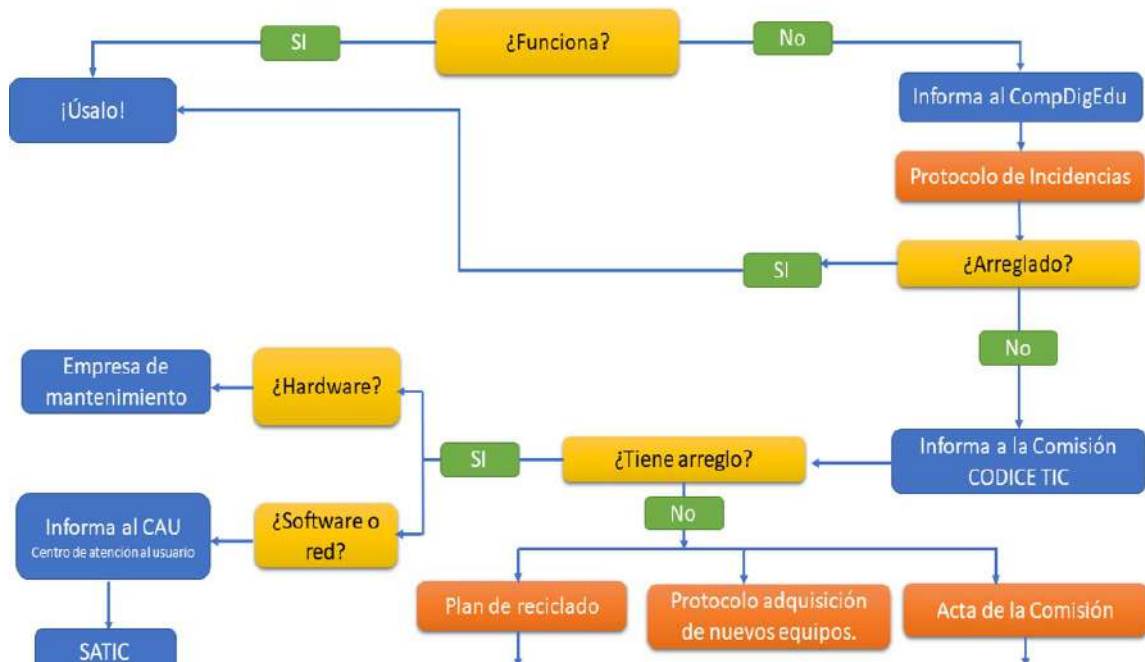 SI
¿Funciona?
No
¡Úsalo!
Informa al CompDigEdu
Protocolo de Incidencias
SI
¿Arreglado?
No
Empresa de
mantenimiento
¿Hardware?
SI
¿Tiene arreglo?
Informa a la Comisión
CODICE TIC
No
Informa al CAU
Centro de atención al usuario
¿Software o
red?
Plan de reciclado
Protocolo adquisición
de nuevos equipos.
Acta de la Comisión
SATIC